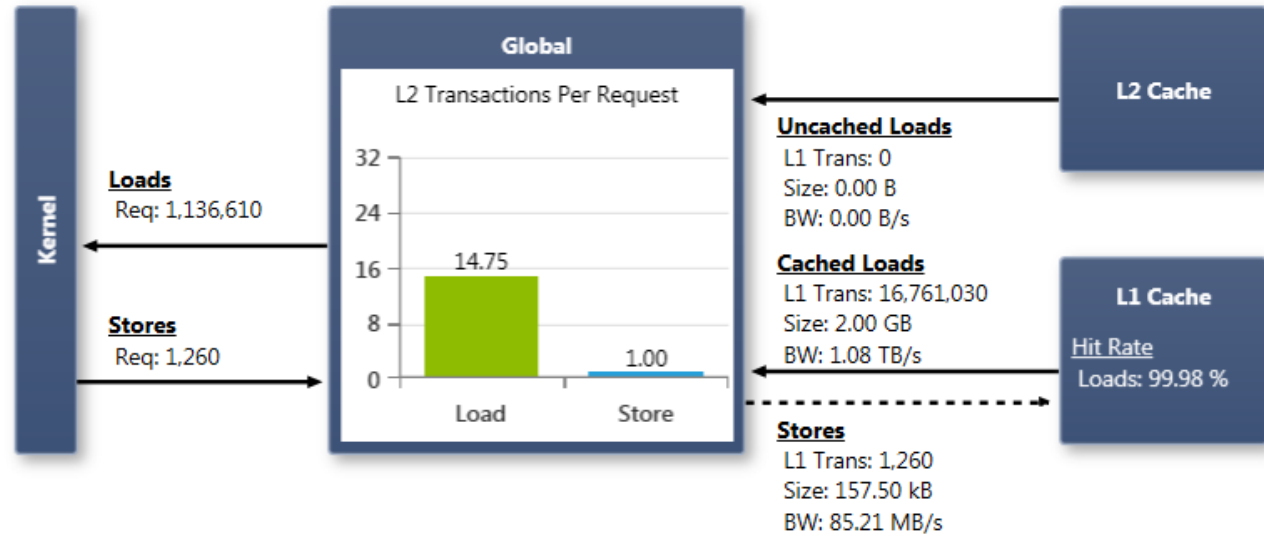 Kernel
Loads
Req: 1,136,610
Stores
Req: 1,260
Global
L2 Transactions Per Request
32
24
16
8
0
14.75
1.00
Load
Store
Uncached Loads
L1 Trans: 0
Size: 0.00 B
BW: 0.00 B/s
Cached Loads
L1 Trans: 16,761,030
Size: 2.00 GB
BW: 1.08 TB/s
Stores
L1 Trans: 1,260
Size: 157.50 kB
BW: 85.21 MB/s
L2 Cache
L1 Cache
Hit Rate
Loads: 99.98 %